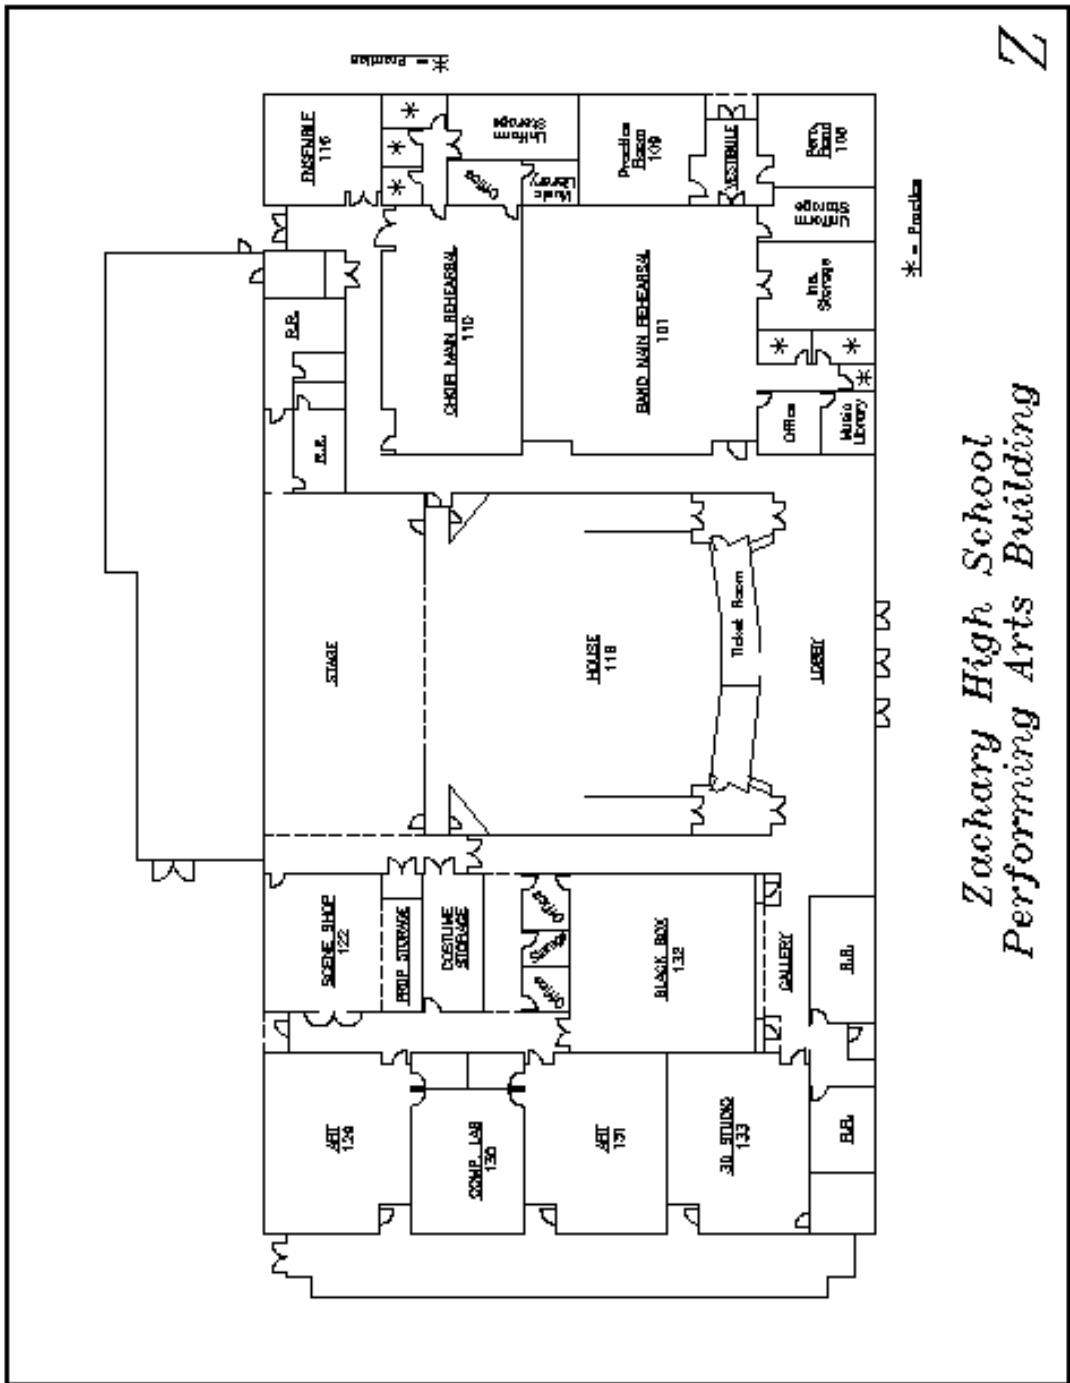 Z
* = Practice
ENSEMBLE
116
*
*
*
Uniform
Storage
Office
Music
Library
Practice
Room
109
VESTIBULE
Perc.
Room
Uniform
Storage
* = Practice
Ins.
Storage
*
*
*
Office
Music
Library
CHOIR MAIN REHEARSAL
110
BAND MAIN REHEARSAL
101
R.R.
R.R.
STAGE
HOUSE
118
Ticket Room
LOBBY
SCENE SHOP
122
PROP STORAGE
COSTUME
STORAGE
Office
Storage
Office
BLACK BOX
132
GALLERY
R.R.
R.R.
ART
129
COMP. LAB
130
ART
131
3D STUDIO
133
Zachary High School
Performing Arts Building